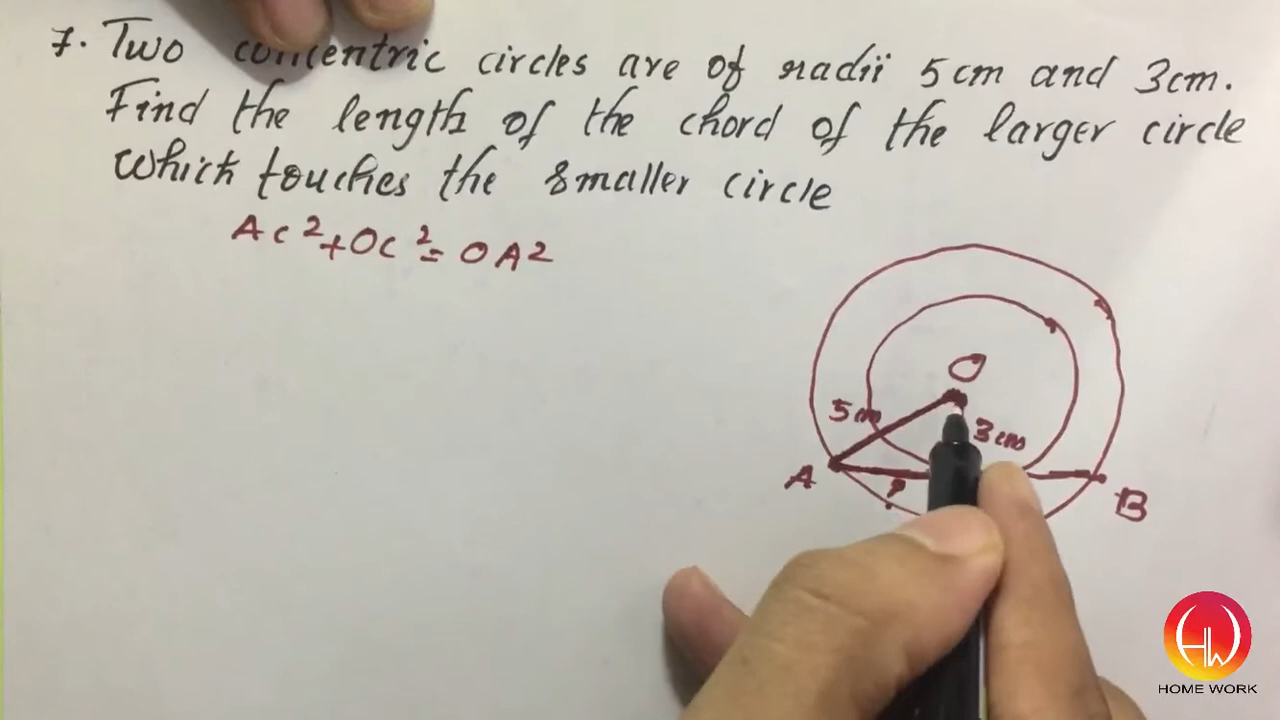 7. Two concentric circles are of radii 5cm and 3cm.
Find the length of the chord of the larger circle
which touches the smaller circle
AC²+OC²=OA²
O
5cm
3cm
A
B
HOME WORK